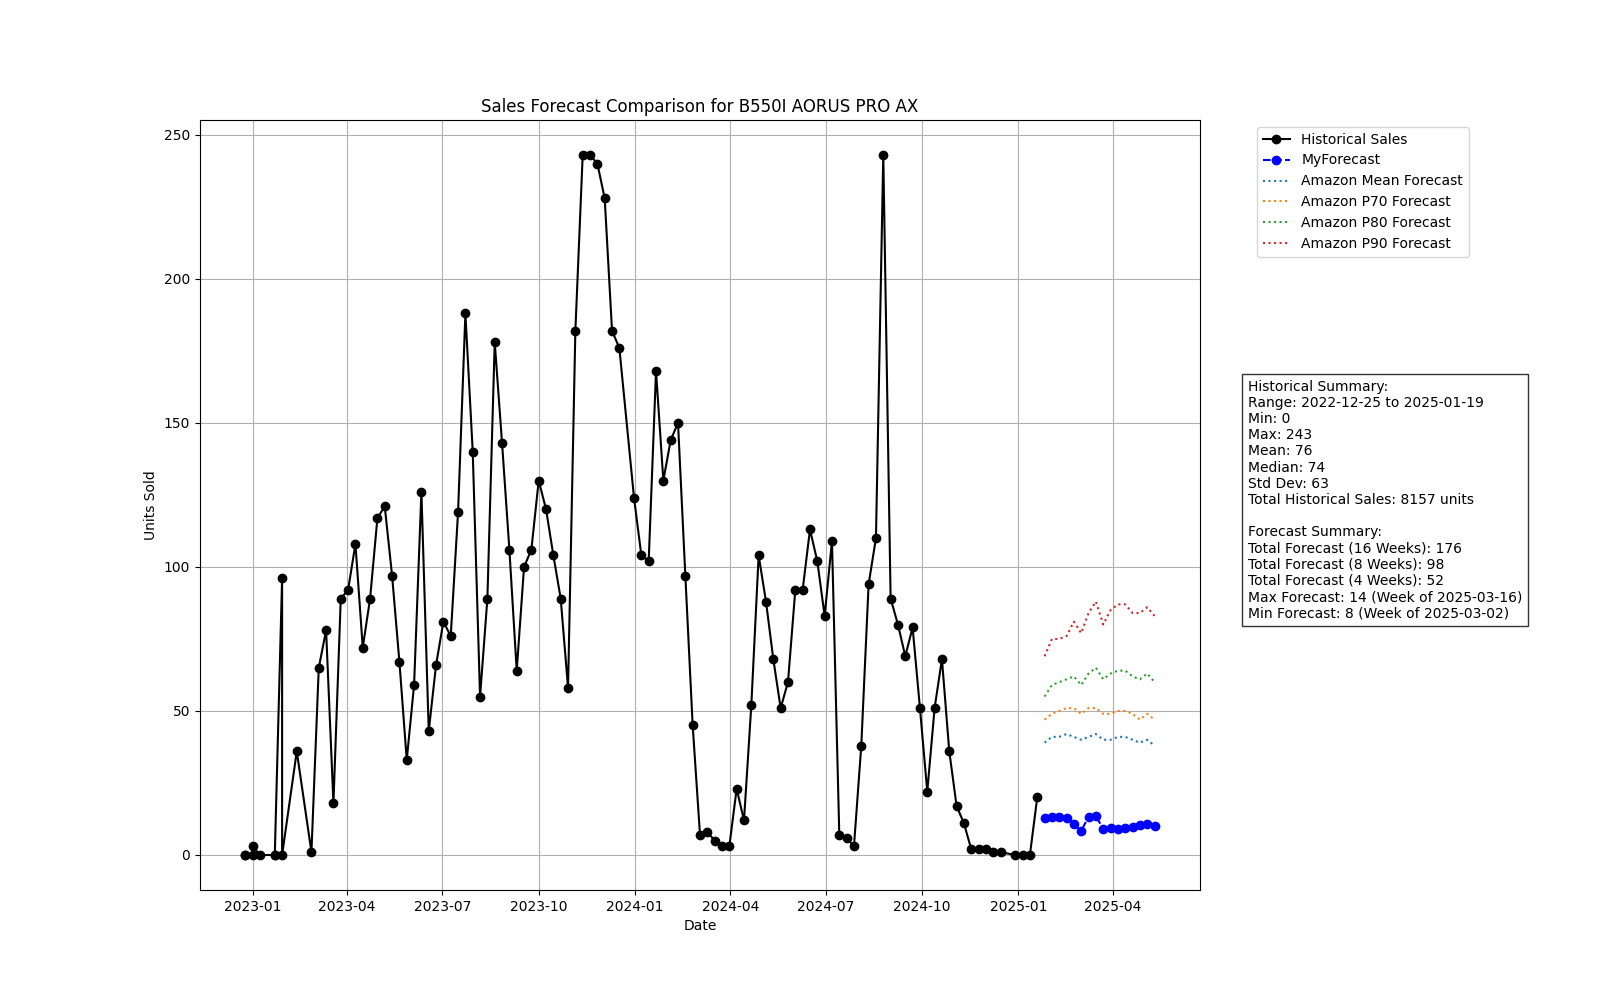 Sales Forecast Comparison for B550I AORUS PRO AX
250
200
150
100
50
0
Units Sold
2023-01
2023-04
2023-07
2023-10
2024-01
2024-04
2024-07
2024-10
2025-01
2025-04
Date
Historical Sales
MyForecast
Amazon Mean Forecast
Amazon P70 Forecast
Amazon P80 Forecast
Amazon P90 Forecast
Historical Summary:
Range: 2022-12-25 to 2025-01-19
Min: 0
Max: 243
Mean: 76
Median: 74
Std Dev: 63
Total Historical Sales: 8157 units
Forecast Summary:
Total Forecast (16 Weeks): 176
Total Forecast (8 Weeks): 98
Total Forecast (4 Weeks): 52
Max Forecast: 14 (Week of 2025-03-16)
Min Forecast: 8 (Week of 2025-03-02)